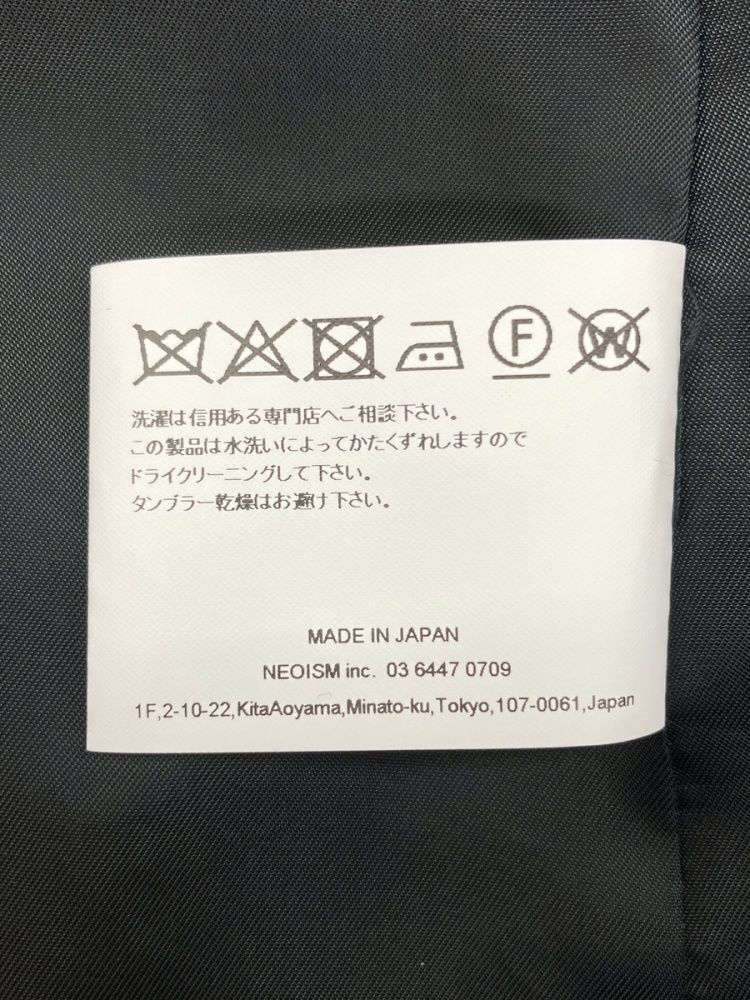 F W
洗濯は信用ある専門店へご相談下さい。
この製品は水洗いによってかたくずれしますので
ドライクリーニングして下さい。
タンブラー乾燥はお避け下さい。
MADE IN JAPAN
NEOISM inc. 03 6447 0709
1F,2-10-22,KitaAoyama,Minato-ku,Tokyo,107-0061,Japan